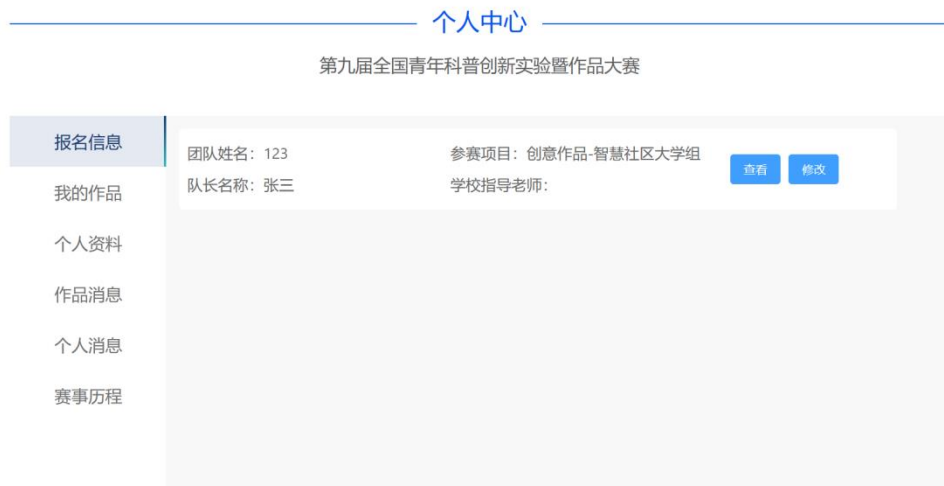 个人中心
第九届全国青年科普创新实验暨作品大赛
报名信息
我的作品
个人资料
作品消息
个人消息
赛事历程
团队姓名：123
参赛项目：创意作品-智慧社区大学组
队长名称：张三
学校指导老师：
查看
修改